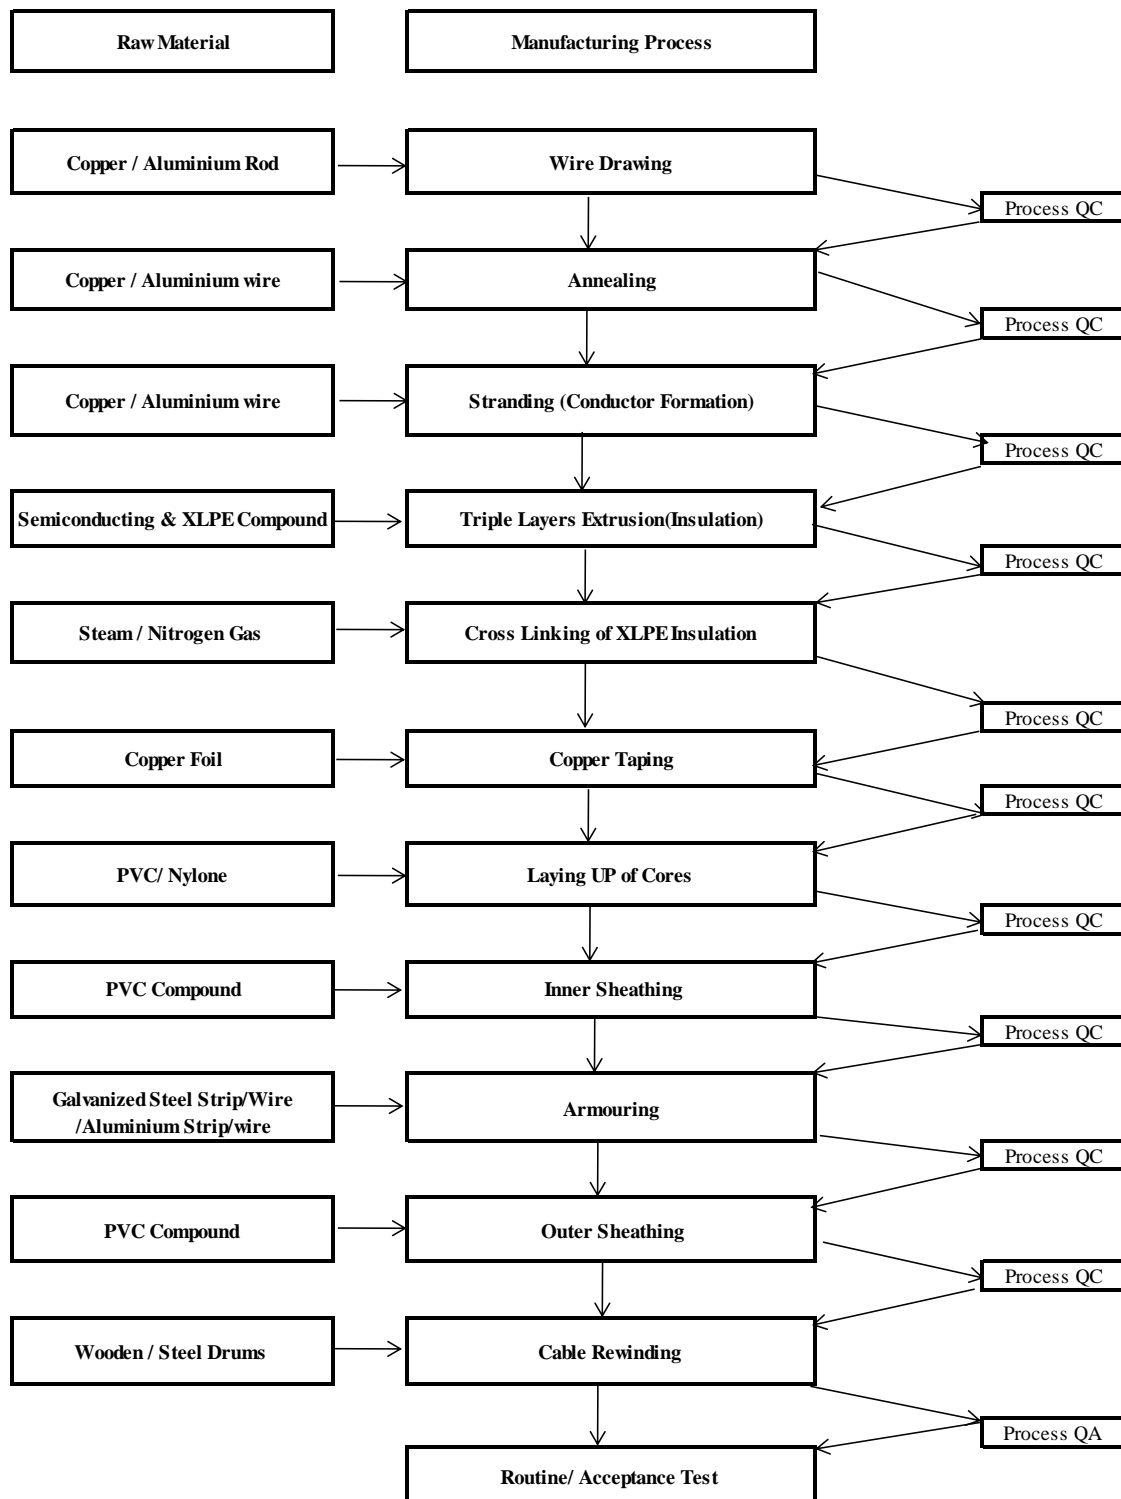 Raw Material
Manufacturing Process
Copper / Aluminium Rod
Wire Drawing
Process QC
Copper / Aluminium wire
Annealing
Process QC
Copper / Aluminium wire
Stranding (Conductor Formation)
Process QC
Semiconducting & XLPE Compound
Triple Layers Extrusion(Insulation)
Process QC
Steam / Nitrogen Gas
Cross Linking of XLPE Insulation
Process QC
Copper Foil
Copper Taping
Process QC
PVC/ Nylone
Laying UP of Cores
Process QC
PVC Compound
Inner Sheathing
Process QC
Galvanized Steel Strip/Wire
/Aluminium Strip/wire
Armouring
Process QC
PVC Compound
Outer Sheathing
Process QC
Wooden / Steel Drums
Cable Rewinding
Process QA
Routine/ Acceptance Test